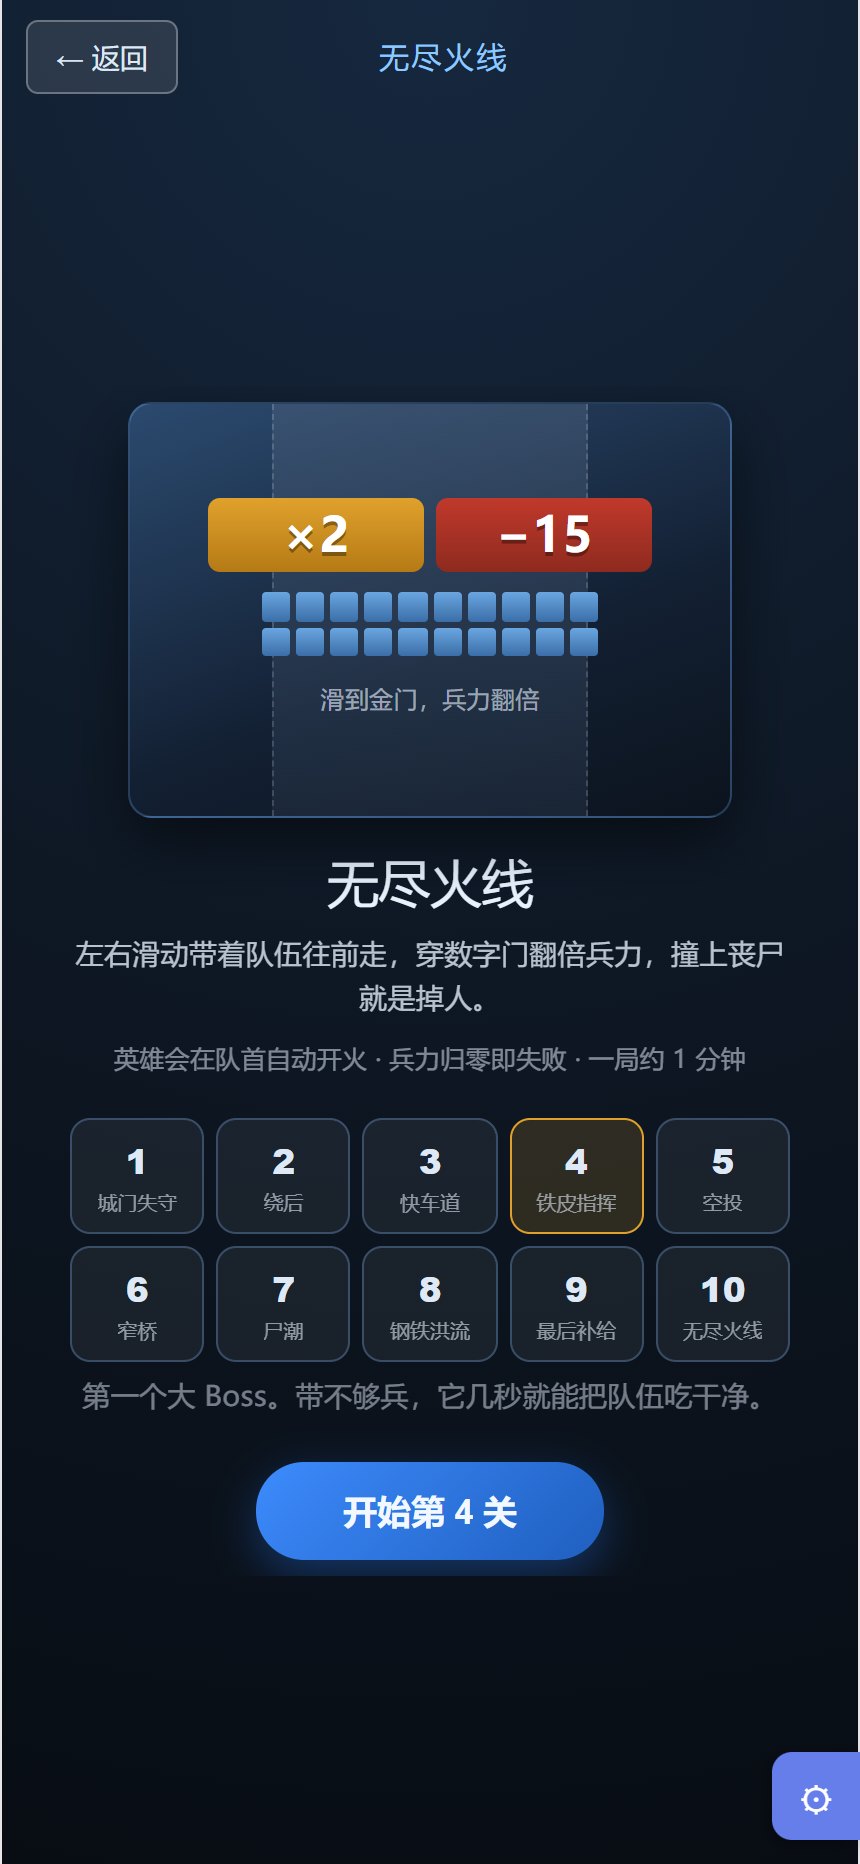 ← 返回
无尽火线
×2
−15
滑到金门，兵力翻倍
无尽火线
左右滑动带着队伍往前走，穿数字门翻倍兵力，撞上丧尸
就是掉人。
英雄会在队首自动开火 · 兵力归零即失败 · 一局约 1 分钟
1
城门失守
2
绕后
3
快车道
4
铁皮指挥
5
空投
6
窄桥
7
尸潮
8
钢铁洪流
9
最后补给
10
无尽火线
第一个大 Boss。带不够兵，它几秒就能把队伍吃干净。
开始第 4 关